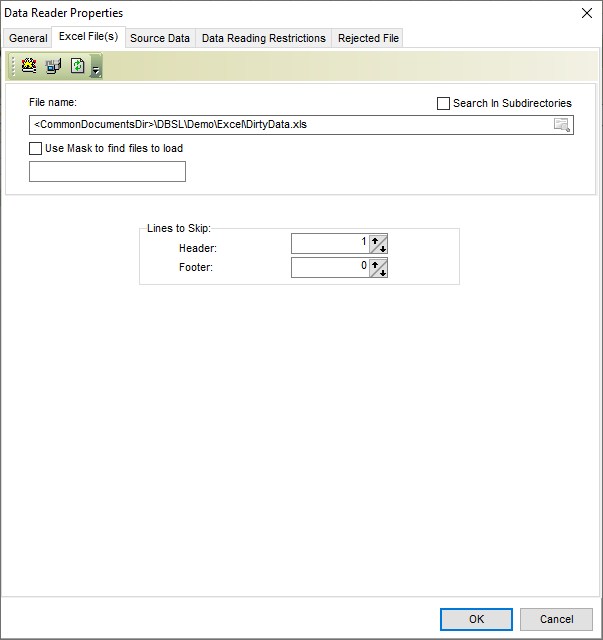 Data Reader Properties
General Excel File(s) Source Data Data Reading Restrictions Rejected File
File name:
Search In Subdirectories
<CommonDocumentsDir>\DBSL\Demo\Excel\DirtyData.xls
Use Mask to find files to load
Lines to Skip:
Header: 1
Footer: 0
OK Cancel